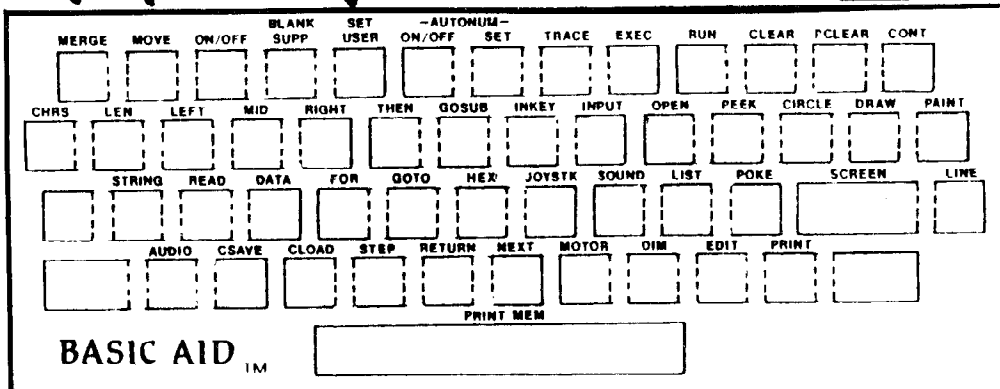 BLANK SET -AUTONUM-
MERGE MOVE ON/OFF SUPP USER ON/OFF SET TRACE EXEC RUN CLEAR PCLEAR CONT
CHRS LEN LEFT MID RIGHT THEN GOSUB INKEY INPUT OPEN PEEK CIRCLE DRAW PAINT
STRING READ DATA FOR GOTO HEX JOYSTK SOUND LIST POKE SCREEN LINE
AUDIO CSAVE CLOAD STEP RETURN NEXT MOTOR DIM EDIT PRINT
PRINT MEM
BASIC AID TM